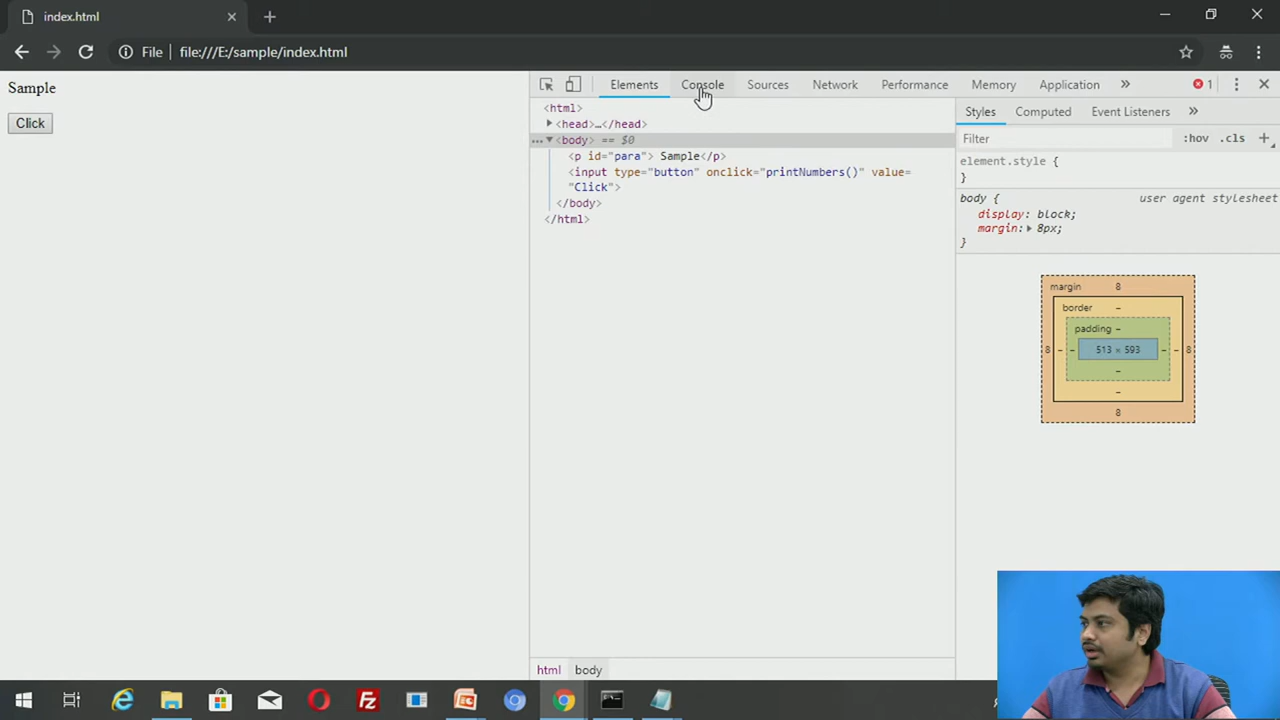 index.html
File
file:///E:/sample/index.html
Sample
Click
Elements
Console
Sources
Network
Performance
Memory
Application
»
1
<html>
<head>…</head>
<body> == $0
<p id="para"> Sample</p>
<input type="button" onclick="printNumbers()" value=
"Click">
</body>
</html>
html
body
Styles
Computed
Event Listeners
»
Filter
:hov
.cls
+
element.style {
}
body {
user agent stylesheet
display: block;
margin: 8px;
}
margin
8
border
–
padding –
8
–
–
513 × 593
–
–
8
–
–
8